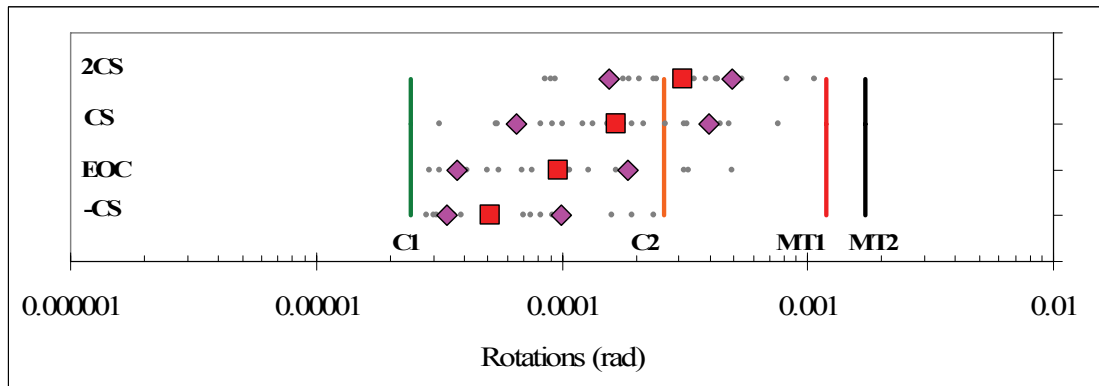 2CS
CS
EOC
-CS
C1 C2 MT1 MT2
0.000001 0.00001 0.0001 0.001 0.01
Rotations (rad)